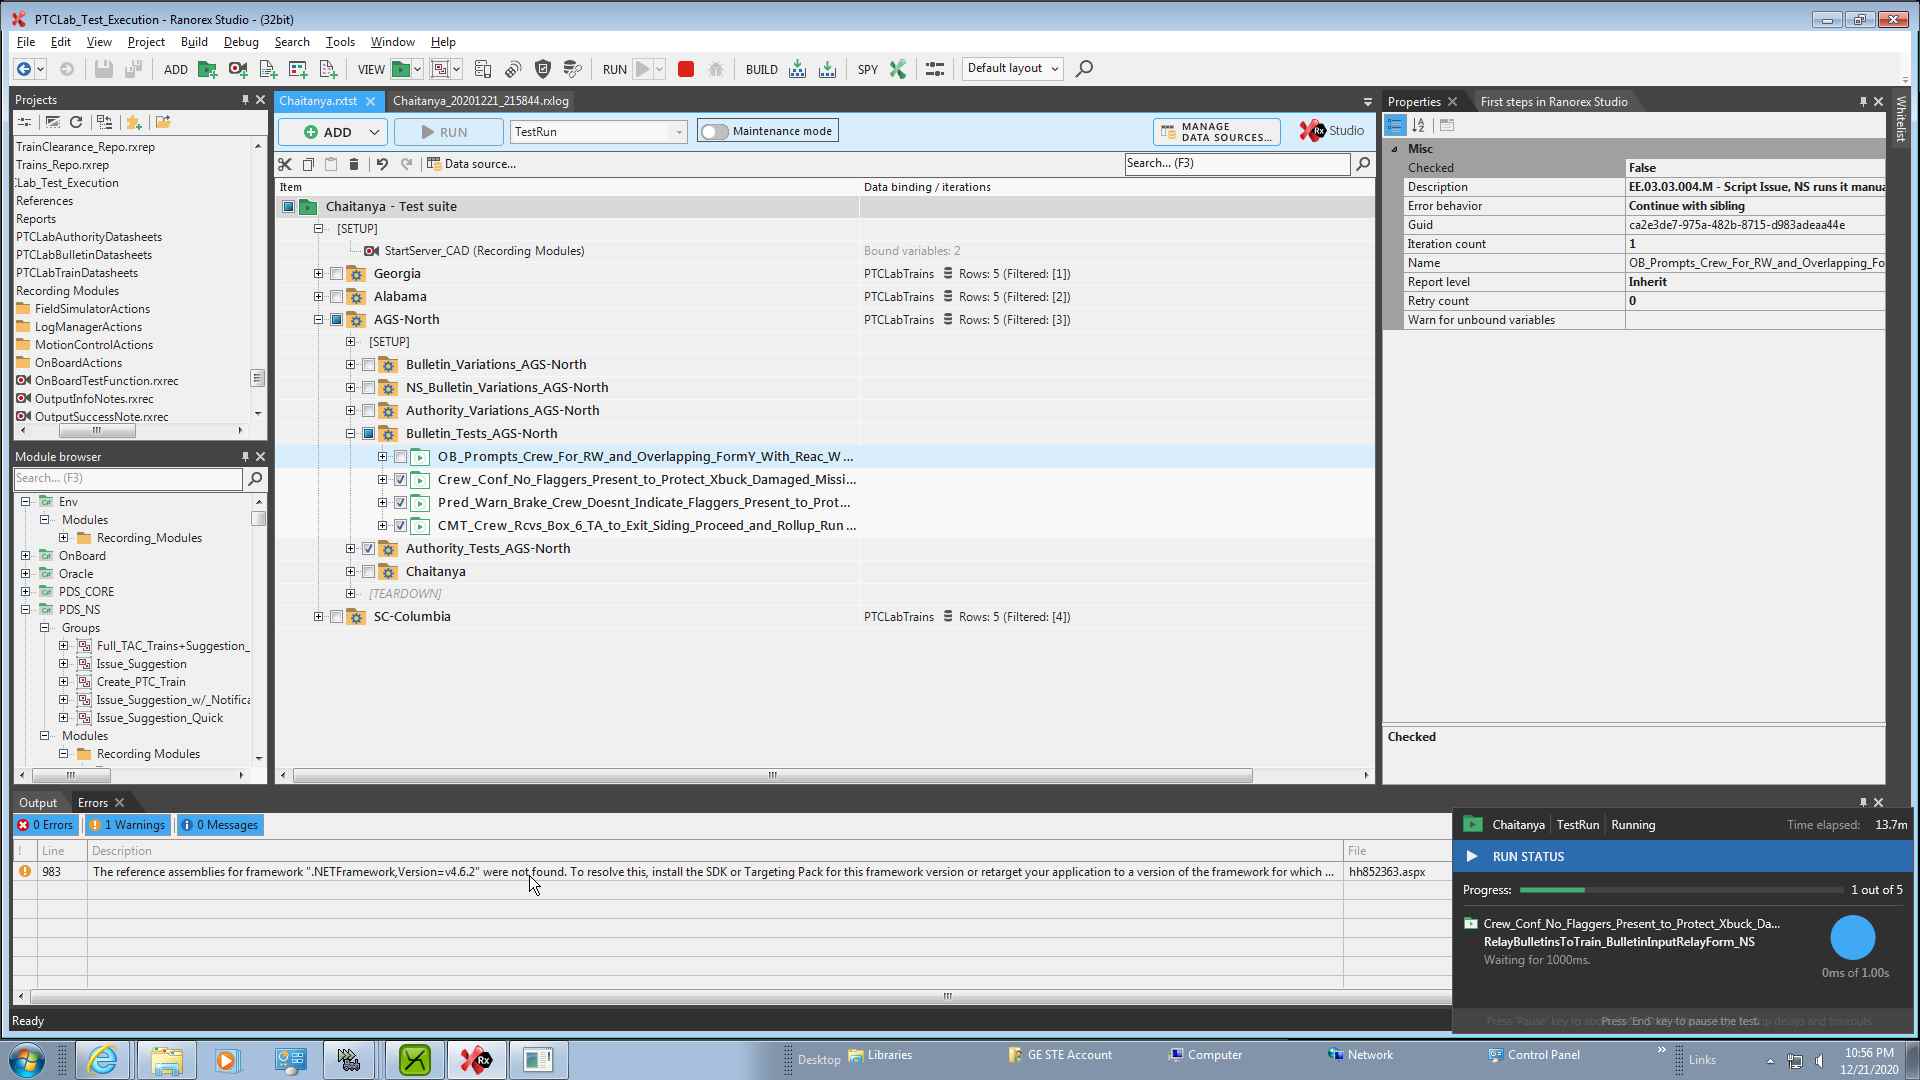 PTCLab_Test_Execution - Ranorex Studio - (32bit)
File Edit View Project Build Debug Search Tools Window Help
ADD VIEW RUN BUILD SPY Default layout
Projects
TrainClearance_Repo.rxrep
Trains_Repo.rxrep
Lab_Test_Execution
References
Reports
PTCLabAuthorityDatasheets
PTCLabBulletinDatasheets
PTCLabTrainDatasheets
Recording Modules
FieldSimulatorActions
LogManagerActions
MotionControlActions
OnBoardActions
OnBoardTestFunction.rxrec
OutputInfoNotes.rxrec
OutputSuccessNote.rxrec
Module browser
Search... (F3)
Env
Modules
Recording_Modules
OnBoard
Oracle
PDS_CORE
PDS_NS
Groups
Full_TAC_Trains+Suggestion_
Issue_Suggestion
Create_PTC_Train
Issue_Suggestion_w/_Notifica
Issue_Suggestion_Quick
Modules
Recording Modules
Chaitanya.rxtst Chaitanya_20201221_215844.rxlog
ADD RUN TestRun Maintenance mode MANAGE DATA SOURCES... Rx Studio
Data source... Search... (F3)
Item Data binding / iterations
Chaitanya - Test suite
[SETUP]
StartServer_CAD (Recording Modules) Bound variables: 2
Georgia PTCLabTrains Rows: 5 (Filtered: [1])
Alabama PTCLabTrains Rows: 5 (Filtered: [2])
AGS-North PTCLabTrains Rows: 5 (Filtered: [3])
[SETUP]
Bulletin_Variations_AGS-North
NS_Bulletin_Variations_AGS-North
Authority_Variations_AGS-North
Bulletin_Tests_AGS-North
OB_Prompts_Crew_For_RW_and_Overlapping_FormY_With_Reac_W ...
Crew_Conf_No_Flaggers_Present_to_Protect_Xbuck_Damaged_Missi...
Pred_Warn_Brake_Crew_Doesnt_Indicate_Flaggers_Present_to_Prot...
CMT_Crew_Rcvs_Box_6_TA_to_Exit_Siding_Proceed_and_Rollup_Run ...
Authority_Tests_AGS-North
Chaitanya
[TEARDOWN]
SC-Columbia PTCLabTrains Rows: 5 (Filtered: [4])
Properties First steps in Ranorex Studio
Whitelist
Misc
Checked False
Description EE.03.03.004.M - Script Issue, NS runs it manua
Error behavior Continue with sibling
Guid ca2e3de7-975a-482b-8715-d983adeaa44e
Iteration count 1
Name OB_Prompts_Crew_For_RW_and_Overlapping_Fo
Report level Inherit
Retry count 0
Warn for unbound variables
Checked
Output Errors
0 Errors 1 Warnings 0 Messages
! Line Description File
983 The reference assemblies for framework ".NETFramework,Version=v4.6.2" were not found. To resolve this, install the SDK or Targeting Pack for this framework version or retarget your application to a version of the framework for which ... hh852363.aspx
Chaitanya TestRun Running Time elapsed: 13.7m
RUN STATUS
Progress: 1 out of 5
Crew_Conf_No_Flaggers_Present_to_Protect_Xbuck_Da...
RelayBulletinsToTrain_BulletinInputRelayForm_NS
Waiting for 1000ms.
0ms of 1.00s
Press 'End' key to pause the test.
Ready
Desktop Libraries GE STE Account Computer Network Control Panel Links
10:56 PM
12/21/2020